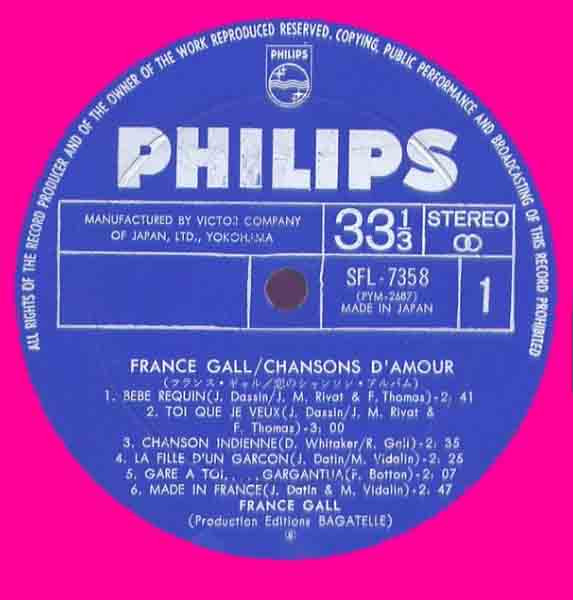 ALL RIGHTS OF THE RECORD PRODUCER AND OF THE OWNER OF THE WORK REPRODUCED RESERVED. COPYING, PUBLIC PERFORMANCE AND BROADCASTING OF THIS RECORD PROHIBITED
PHILIPS
PHILIPS
MANUFACTURED BY VICTOR COMPANY
OF JAPAN, LTD., YOKOHAMA
33 1/3
STEREO
SFL-7358
(PYM-2687)
MADE IN JAPAN
1
FRANCE GALL/CHANSONS D'AMOUR
(フランス・ギャル/恋のシャンソン・アルバム)
1. BEBE REQUIN(J. Dassin/J. M. Rivat & F. Thomas)-2: 41
2. TOI QUE JE VEUX(J. Dassin/J. M. Rivat &
F. Thomas)-3: 00
3. CHANSON INDIENNE(D. Whitaker/R. Gall)-2: 35
4. LA FILLE D'UN GARCON(J. Datin/M. Vidalin)-2: 25
5. GARE A TOI....GARGANTUA(F. Botton)-2: 07
6. MADE IN FRANCE(J. Datin & M. Vidalin)-2: 47
FRANCE GALL
(Production Editions BAGATELLE)